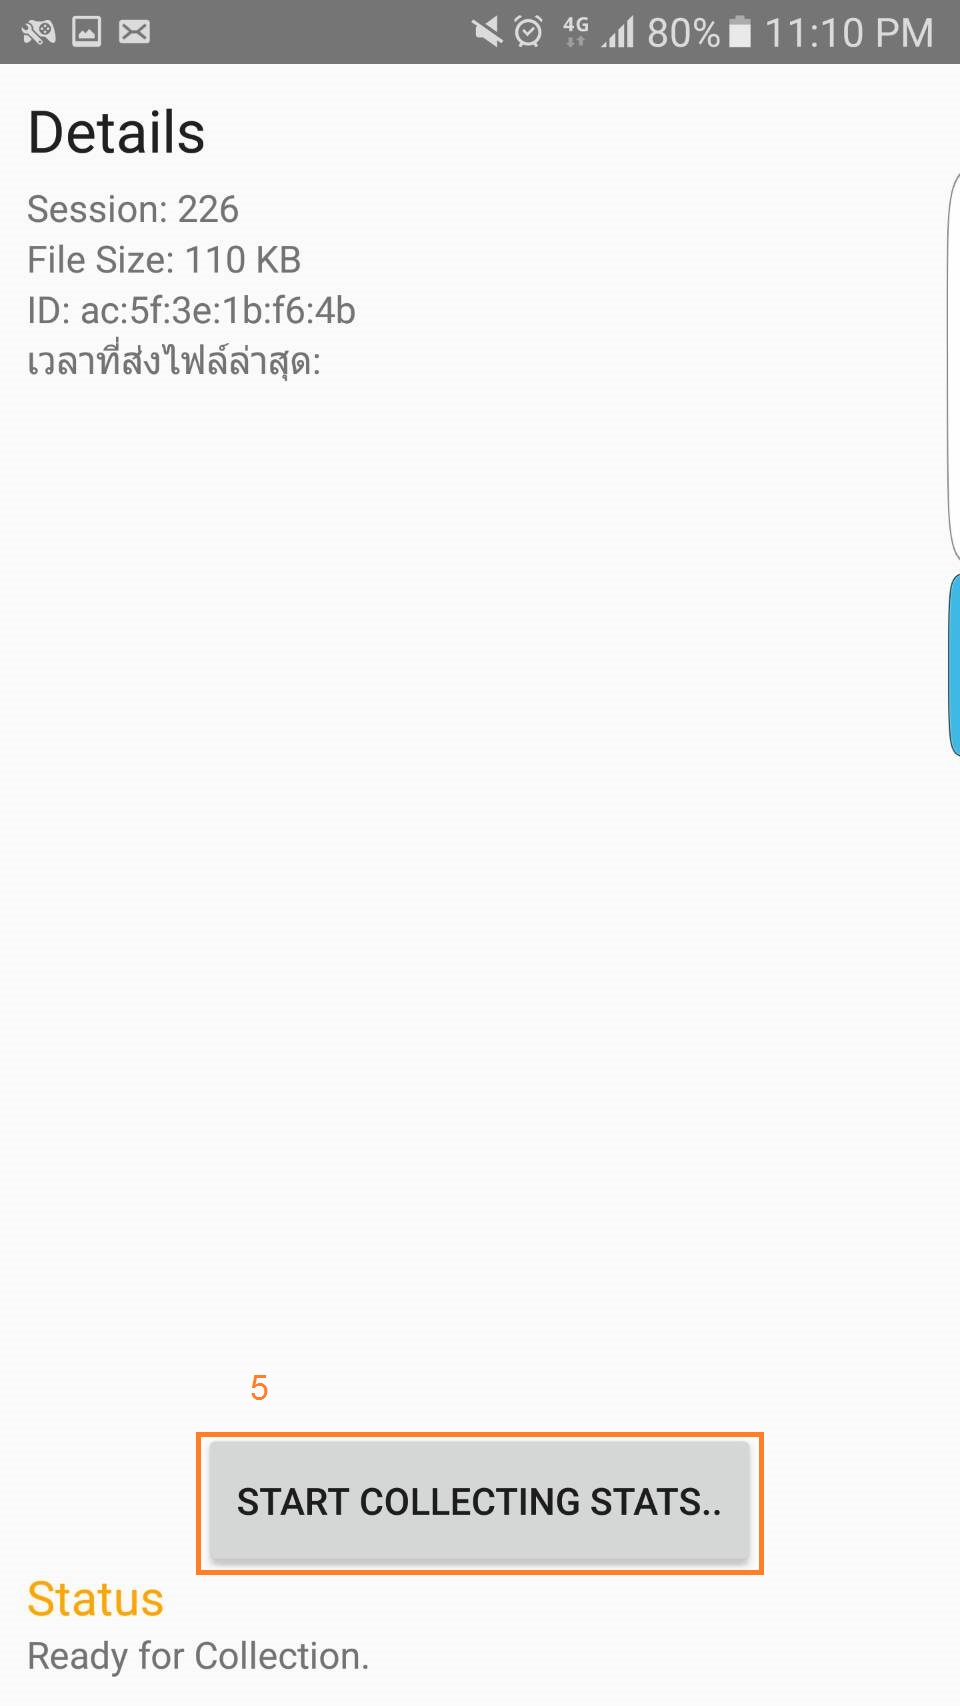 4G 80% 11:10 PM
Details
Session: 226
File Size: 110 KB
ID: ac:5f:3e:1b:f6:4b
เวลาที่ส่งไฟล์ล่าสุด:
5
START COLLECTING STATS..
Status
Ready for Collection.